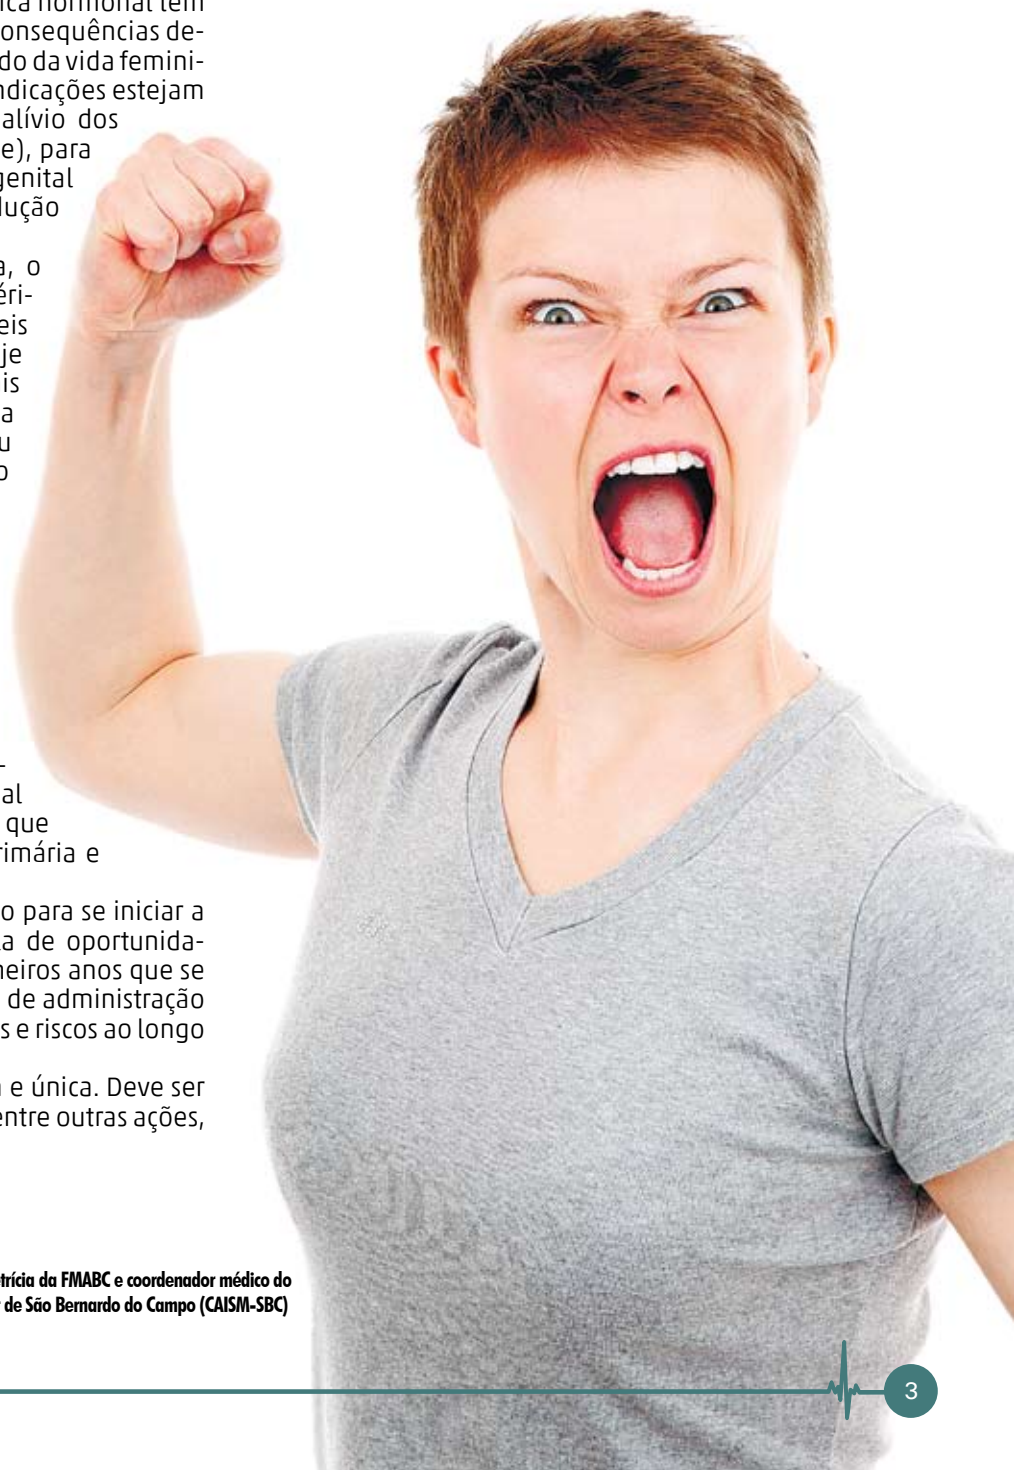 ica hormonal tem
onsequências de-
do da vida femini-
ndicações estejam
alívio dos
e), para
genital
lução
a, o
éri-
eis
je
is
a
u
o
-
al
que
rimária e
o para se iniciar a
la de oportunida-
neiros anos que se
de administração
s e riscos ao longo
a e única. Deve ser
entre outras ações,
trícia da FMABC e coordenador médico do
r de São Bernardo do Campo (CAISM-SBC)
3